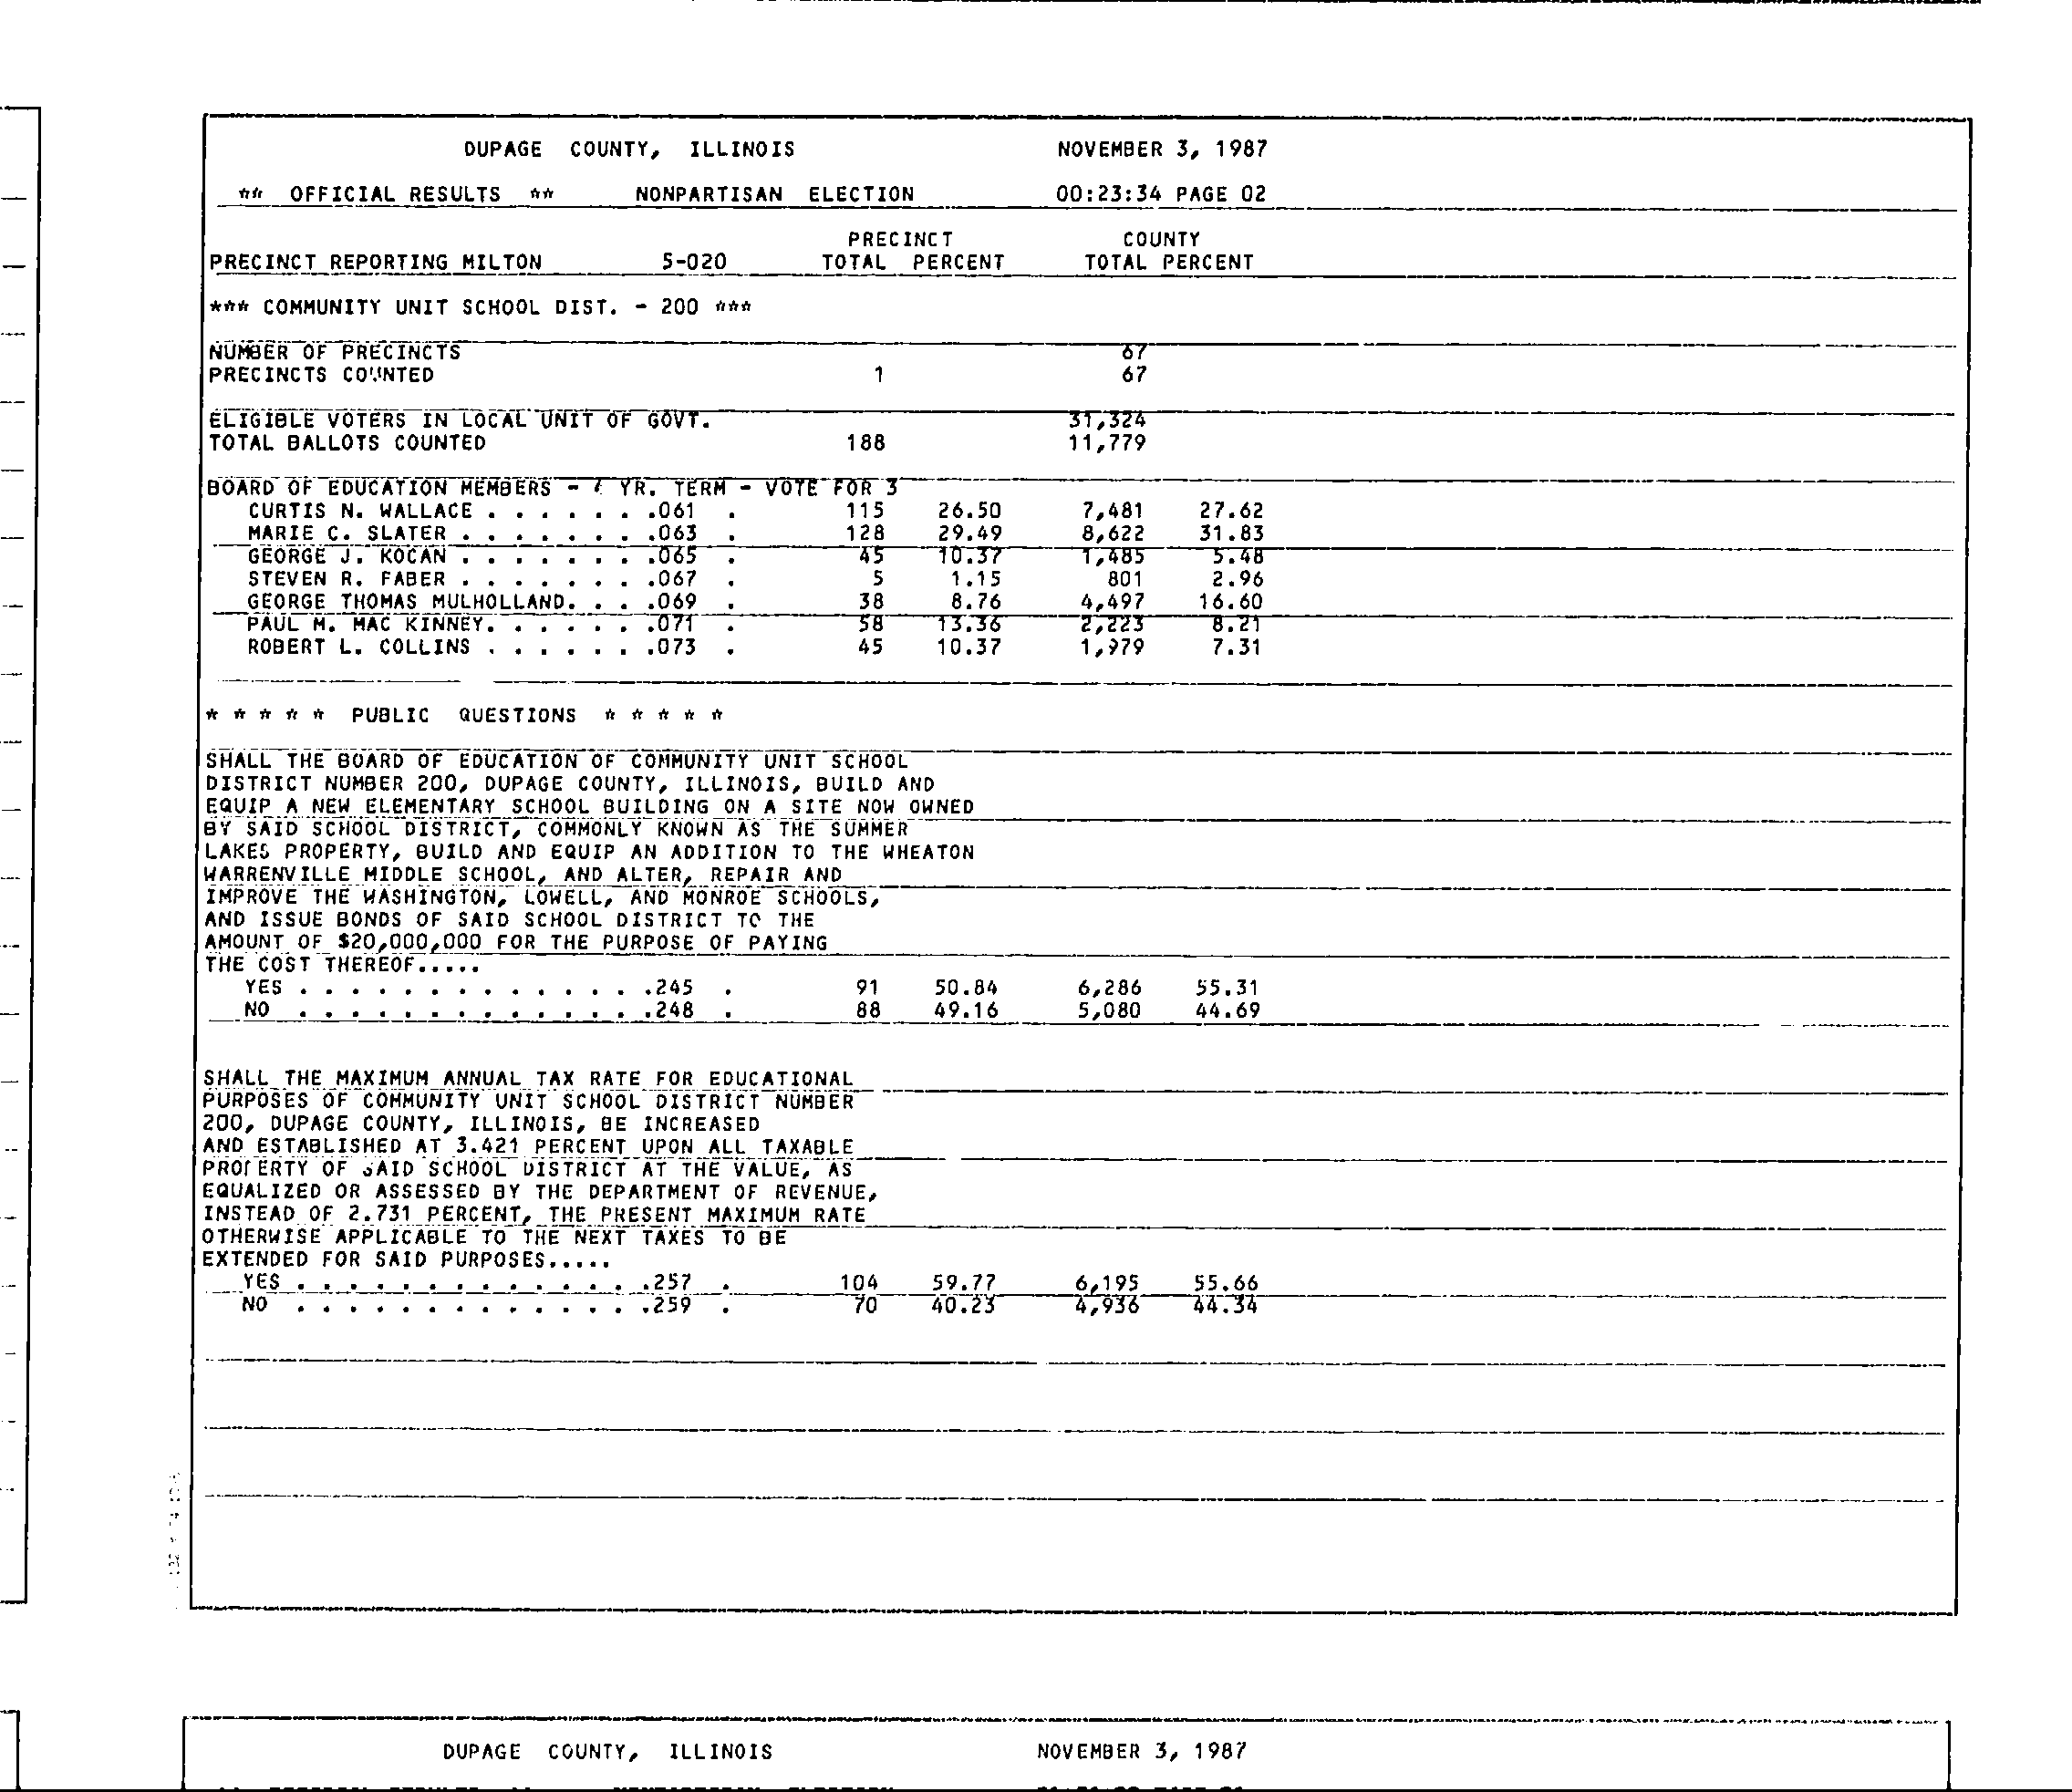 DUPAGE COUNTY, ILLINOIS NOVEMBER 3, 1987
** OFFICIAL RESULTS ** NONPARTISAN ELECTION 00:23:34 PAGE 02
PRECINCT COUNTY
PRECINCT REPORTING MILTON 5-020 TOTAL PERCENT TOTAL PERCENT
*** COMMUNITY UNIT SCHOOL DIST. - 200 ***
NUMBER OF PRECINCTS 67
PRECINCTS COUNTED 1 67
ELIGIBLE VOTERS IN LOCAL UNIT OF GOVT. 31,324
TOTAL BALLOTS COUNTED 188 11,779
BOARD OF EDUCATION MEMBERS - YR. TERM - VOTE FOR 3
CURTIS N. WALLACE . . . . . . .061 . 115 26.50 7,481 27.62
MARIE C. SLATER . . . . . . . .063 . 128 29.49 8,622 31.83
GEORGE J. KOCAN . . . . . . . .065 . 45 10.37 1,485 5.48
STEVEN R. FABER . . . . . . . .067 . 5 1.15 801 2.96
GEORGE THOMAS MULHOLLAND. . . .069 . 38 8.76 4,497 16.60
PAUL M. MAC KINNEY. . . . . . .071 . 58 13.36 2,223 8.21
ROBERT L. COLLINS . . . . . . .073 . 45 10.37 1,979 7.31
* * * * * PUBLIC QUESTIONS * * * * *
SHALL THE BOARD OF EDUCATION OF COMMUNITY UNIT SCHOOL
DISTRICT NUMBER 200, DUPAGE COUNTY, ILLINOIS, BUILD AND
EQUIP A NEW ELEMENTARY SCHOOL BUILDING ON A SITE NOW OWNED
BY SAID SCHOOL DISTRICT, COMMONLY KNOWN AS THE SUMMER
LAKES PROPERTY, BUILD AND EQUIP AN ADDITION TO THE WHEATON
WARRENVILLE MIDDLE SCHOOL, AND ALTER, REPAIR AND
IMPROVE THE WASHINGTON, LOWELL, AND MONROE SCHOOLS,
AND ISSUE BONDS OF SAID SCHOOL DISTRICT TO THE
AMOUNT OF $20,000,000 FOR THE PURPOSE OF PAYING
THE COST THEREOF.....
YES . . . . . . . . . . . . . .245 . 91 50.84 6,286 55.31
NO . . . . . . . . . . . . . .248 . 88 49.16 5,080 44.69
SHALL THE MAXIMUM ANNUAL TAX RATE FOR EDUCATIONAL
PURPOSES OF COMMUNITY UNIT SCHOOL DISTRICT NUMBER
200, DUPAGE COUNTY, ILLINOIS, BE INCREASED
AND ESTABLISHED AT 3.421 PERCENT UPON ALL TAXABLE
PROPERTY OF SAID SCHOOL DISTRICT AT THE VALUE, AS
EQUALIZED OR ASSESSED BY THE DEPARTMENT OF REVENUE,
INSTEAD OF 2.731 PERCENT, THE PRESENT MAXIMUM RATE
OTHERWISE APPLICABLE TO THE NEXT TAXES TO BE
EXTENDED FOR SAID PURPOSES.....
YES . . . . . . . . . . . . . .257 . 104 59.77 6,195 55.66
NO . . . . . . . . . . . . . .259 . 70 40.23 4,936 44.34
DUPAGE COUNTY, ILLINOIS NOVEMBER 3, 1987